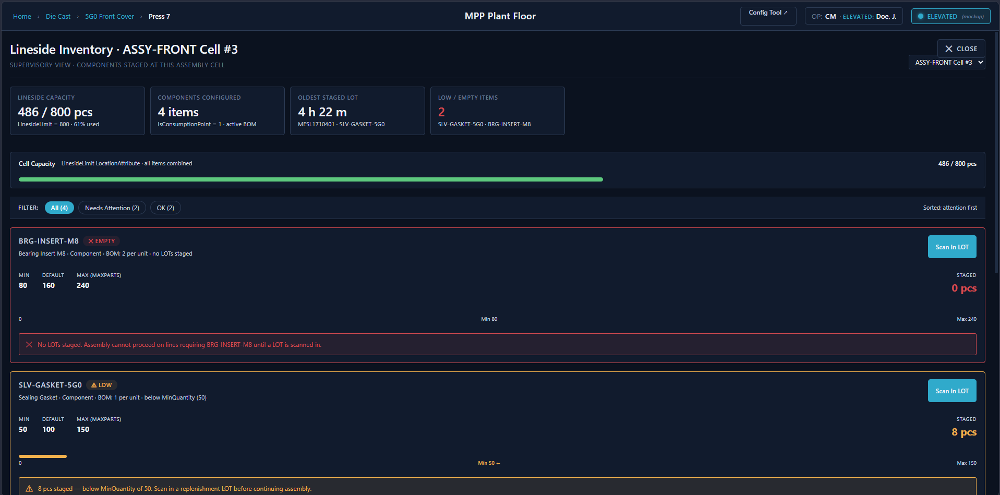 Home › Die Cast › 5G0 Front Cover › Press 7
MPP Plant Floor
Config Tool ↗
OP: CM · ELEVATED: Doe, J.
ELEVATED (mockup)
Lineside Inventory · ASSY-FRONT Cell #3
SUPERVISORY VIEW · COMPONENTS STAGED AT THIS ASSEMBLY CELL
CLOSE
ASSY-FRONT Cell #3
LINESIDE CAPACITY
486 / 800 pcs
LinesideLimit = 800 · 61% used
COMPONENTS CONFIGURED
4 items
IsConsumptionPoint = 1 · active BOM
OLDEST STAGED LOT
4 h 22 m
MESL1710401 · SLV-GASKET-5G0
LOW / EMPTY ITEMS
2
SLV-GASKET-5G0 · BRG-INSERT-M8
Cell Capacity LinesideLimit LocationAttribute · all items combined
486 / 800 pcs
FILTER: All (4) Needs Attention (2) OK (2)
Sorted: attention first
BRG-INSERT-M8 ✕ EMPTY
Bearing Insert M8 · Component · BOM: 2 per unit · no LOTs staged
Scan In LOT
MIN DEFAULT MAX (MAXPARTS)
80 160 240
STAGED
0 pcs
0 Min 80 Max 240
No LOTs staged. Assembly cannot proceed on lines requiring BRG-INSERT-M8 until a LOT is scanned in.
SLV-GASKET-5G0 ⚠ LOW
Sealing Gasket · Component · BOM: 1 per unit · below MinQuantity (50)
Scan In LOT
MIN DEFAULT MAX (MAXPARTS)
50 100 150
STAGED
8 pcs
0 Min 50 ← Max 150
8 pcs staged — below MinQuantity of 50. Scan in a replenishment LOT before continuing assembly.